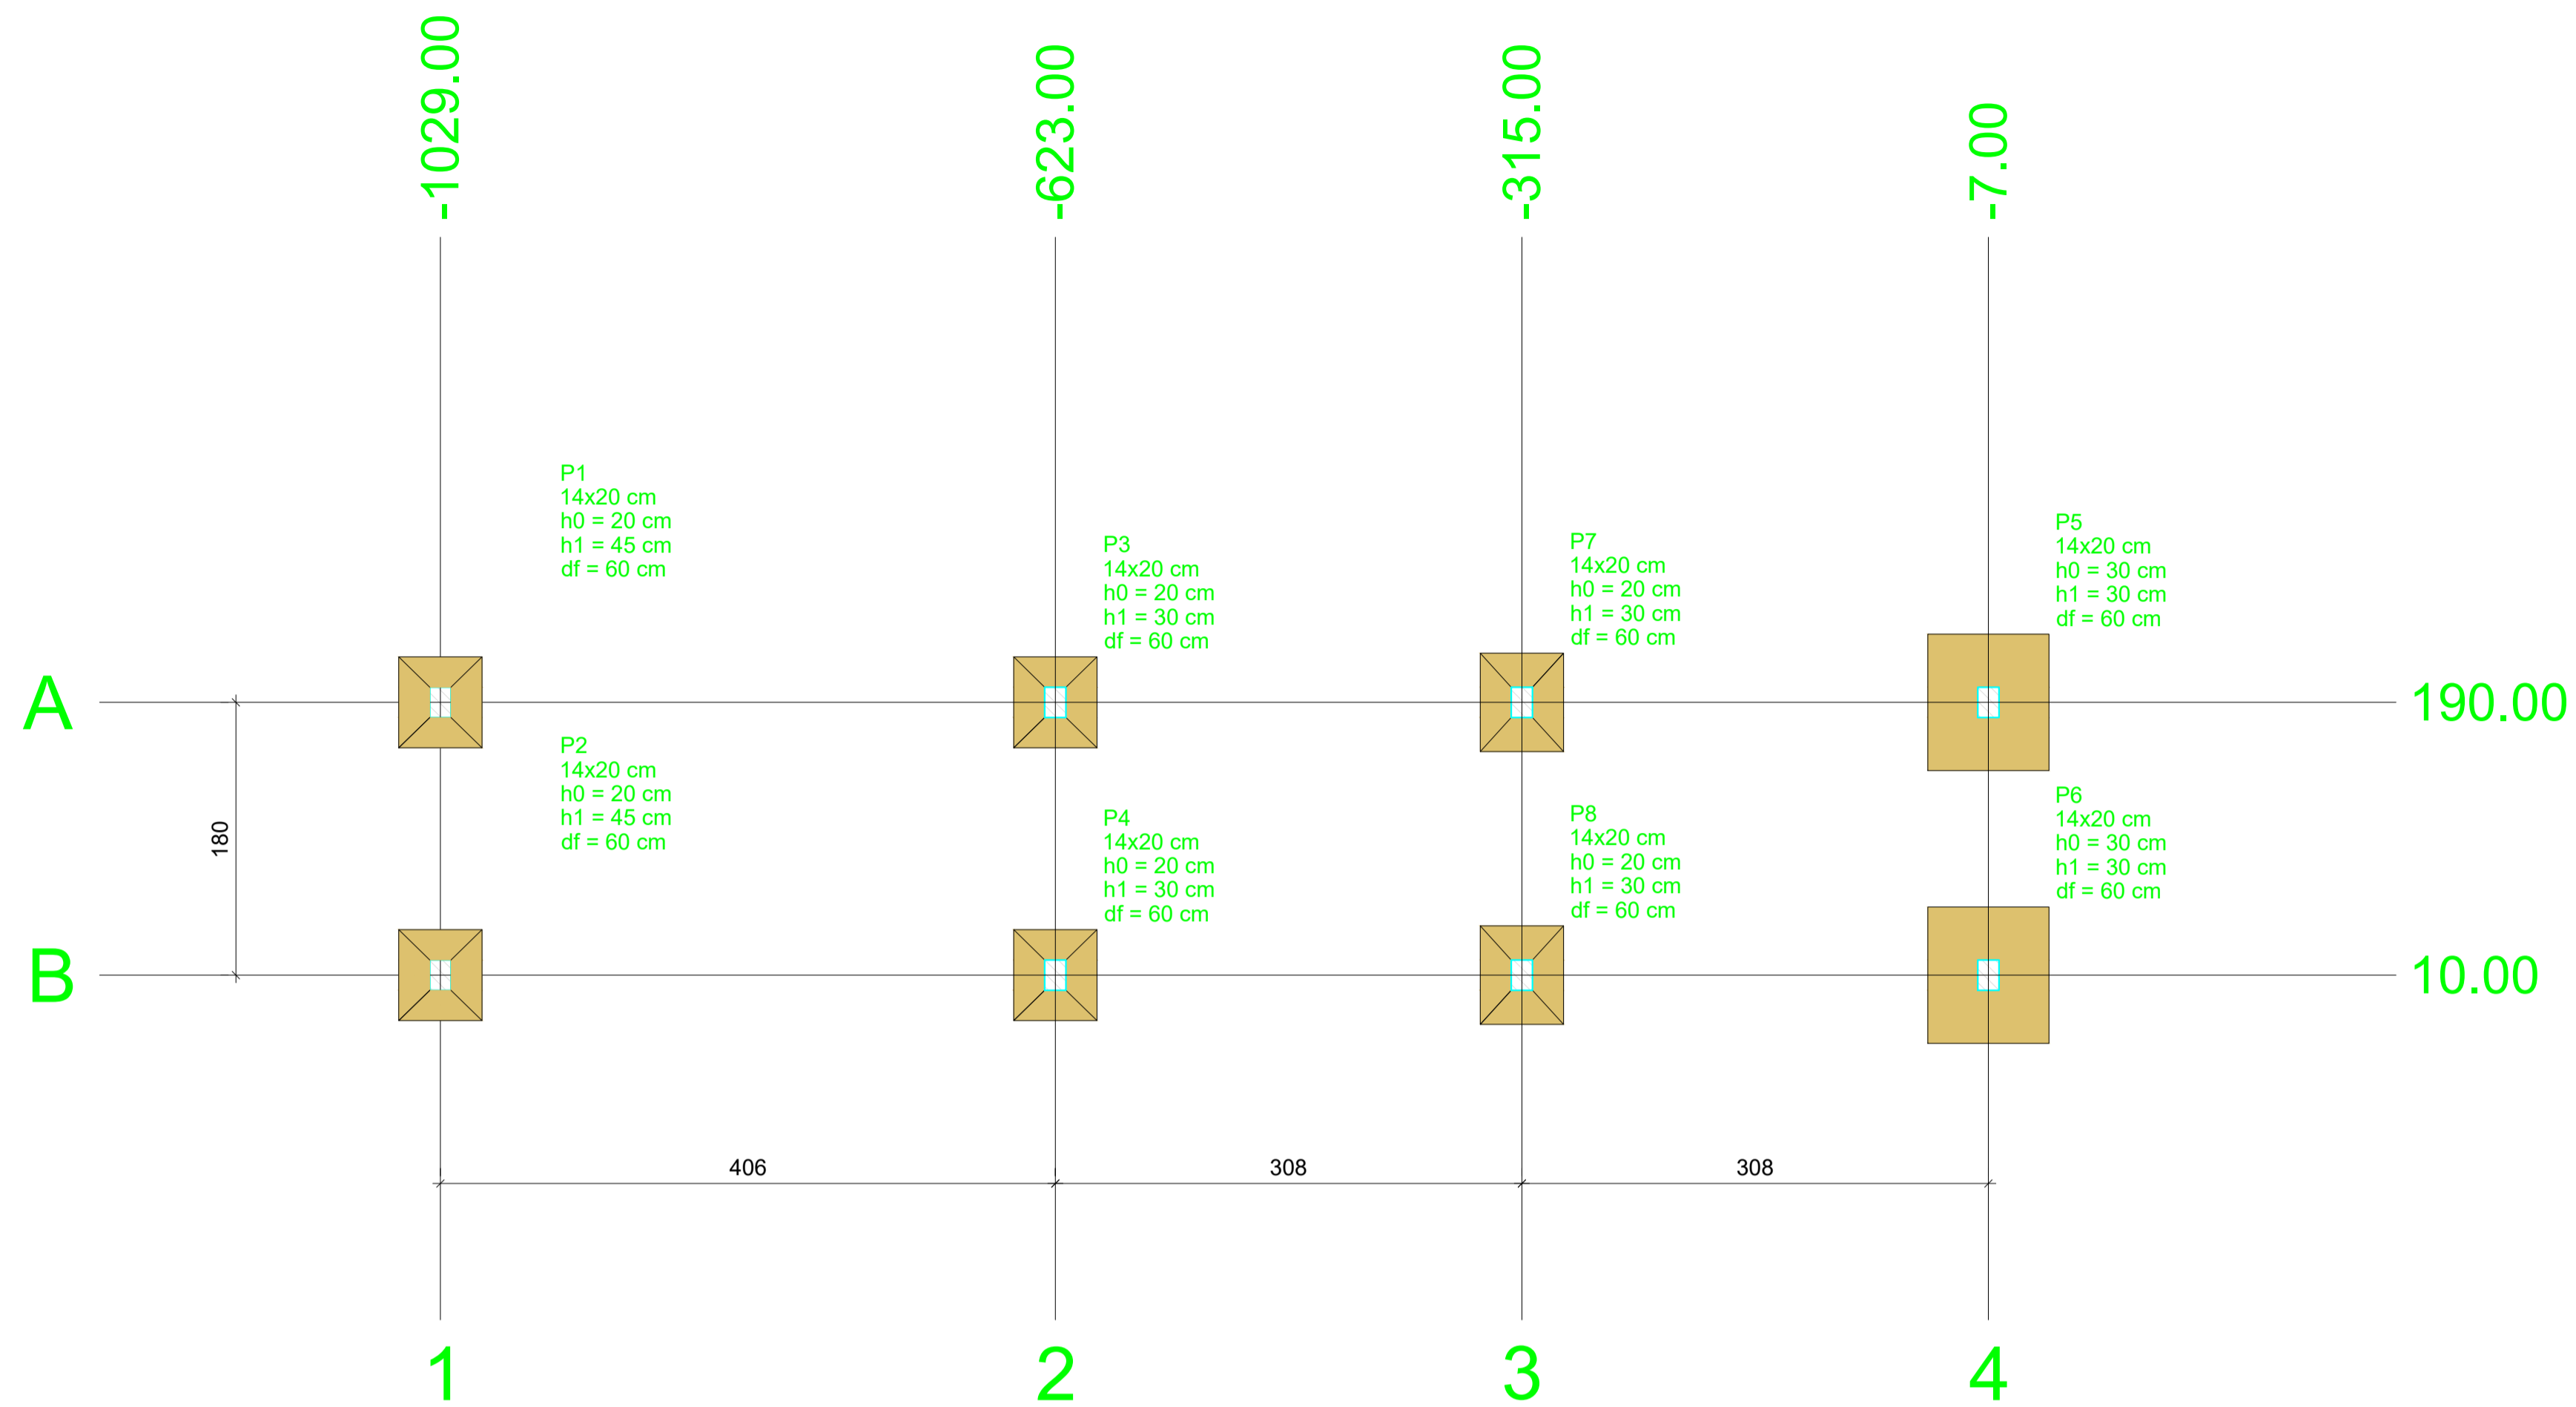 -1029.00
-623.00
-315.00
-7.00
P1
14x20 cm
h0 = 20 cm
h1 = 45 cm
df = 60 cm
P3
14x20 cm
h0 = 20 cm
h1 = 30 cm
df = 60 cm
P7
14x20 cm
h0 = 20 cm
h1 = 30 cm
df = 60 cm
P5
14x20 cm
h0 = 30 cm
h1 = 30 cm
df = 60 cm
A
190.00
P2
14x20 cm
h0 = 20 cm
h1 = 45 cm
df = 60 cm
P4
14x20 cm
h0 = 20 cm
h1 = 30 cm
df = 60 cm
P8
14x20 cm
h0 = 20 cm
h1 = 30 cm
df = 60 cm
P6
14x20 cm
h0 = 30 cm
h1 = 30 cm
df = 60 cm
180
B
10.00
406
308
308
1
2
3
4